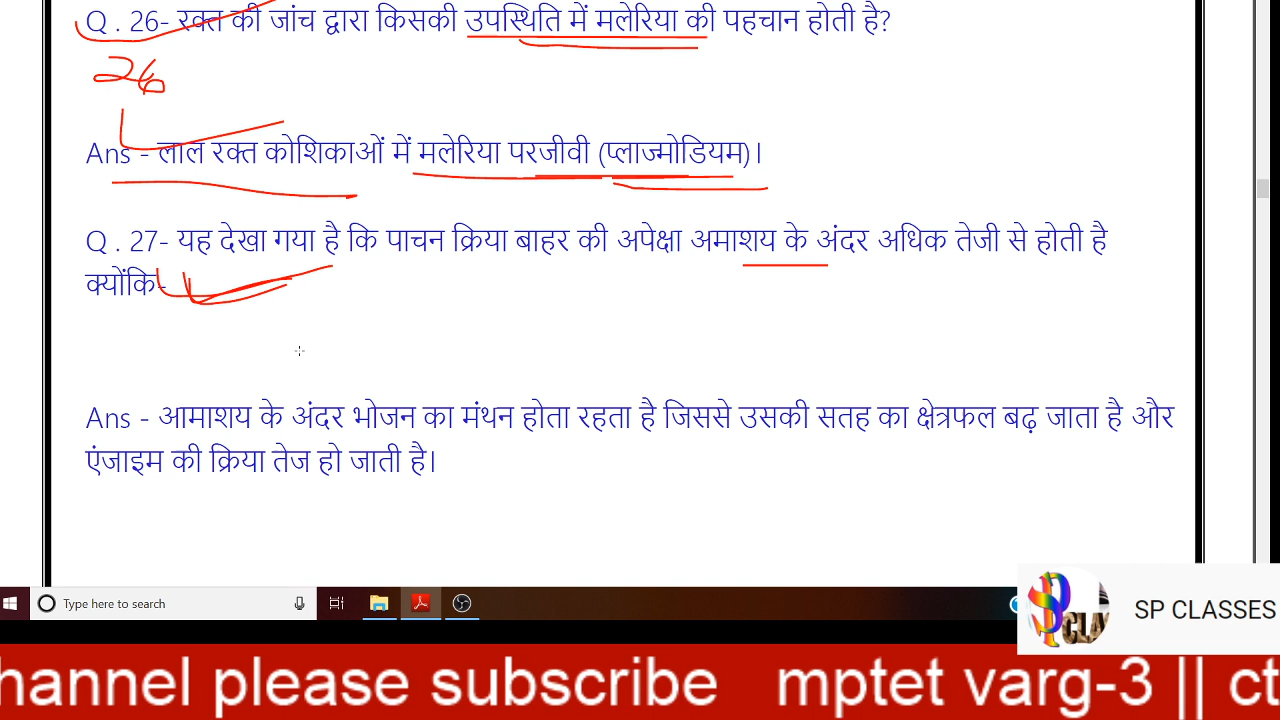 Q . 26- रक्त की जांच द्वारा किसकी उपस्थिति में मलेरिया की पहचान होती है?
26
Ans - लाल रक्त कोशिकाओं में मलेरिया परजीवी (प्लाज्मोडियम)।
Q . 27- यह देखा गया है कि पाचन क्रिया बाहर की अपेक्षा अमाशय के अंदर अधिक तेजी से होती है
क्योंकि-
Ans - आमाशय के अंदर भोजन का मंथन होता रहता है जिससे उसकी सतह का क्षेत्रफल बढ़ जाता है और
एंजाइम की क्रिया तेज हो जाती है।
Type here to search
SP CLA
SP CLASSES
hannel please subscribe mptet varg-3 || ct